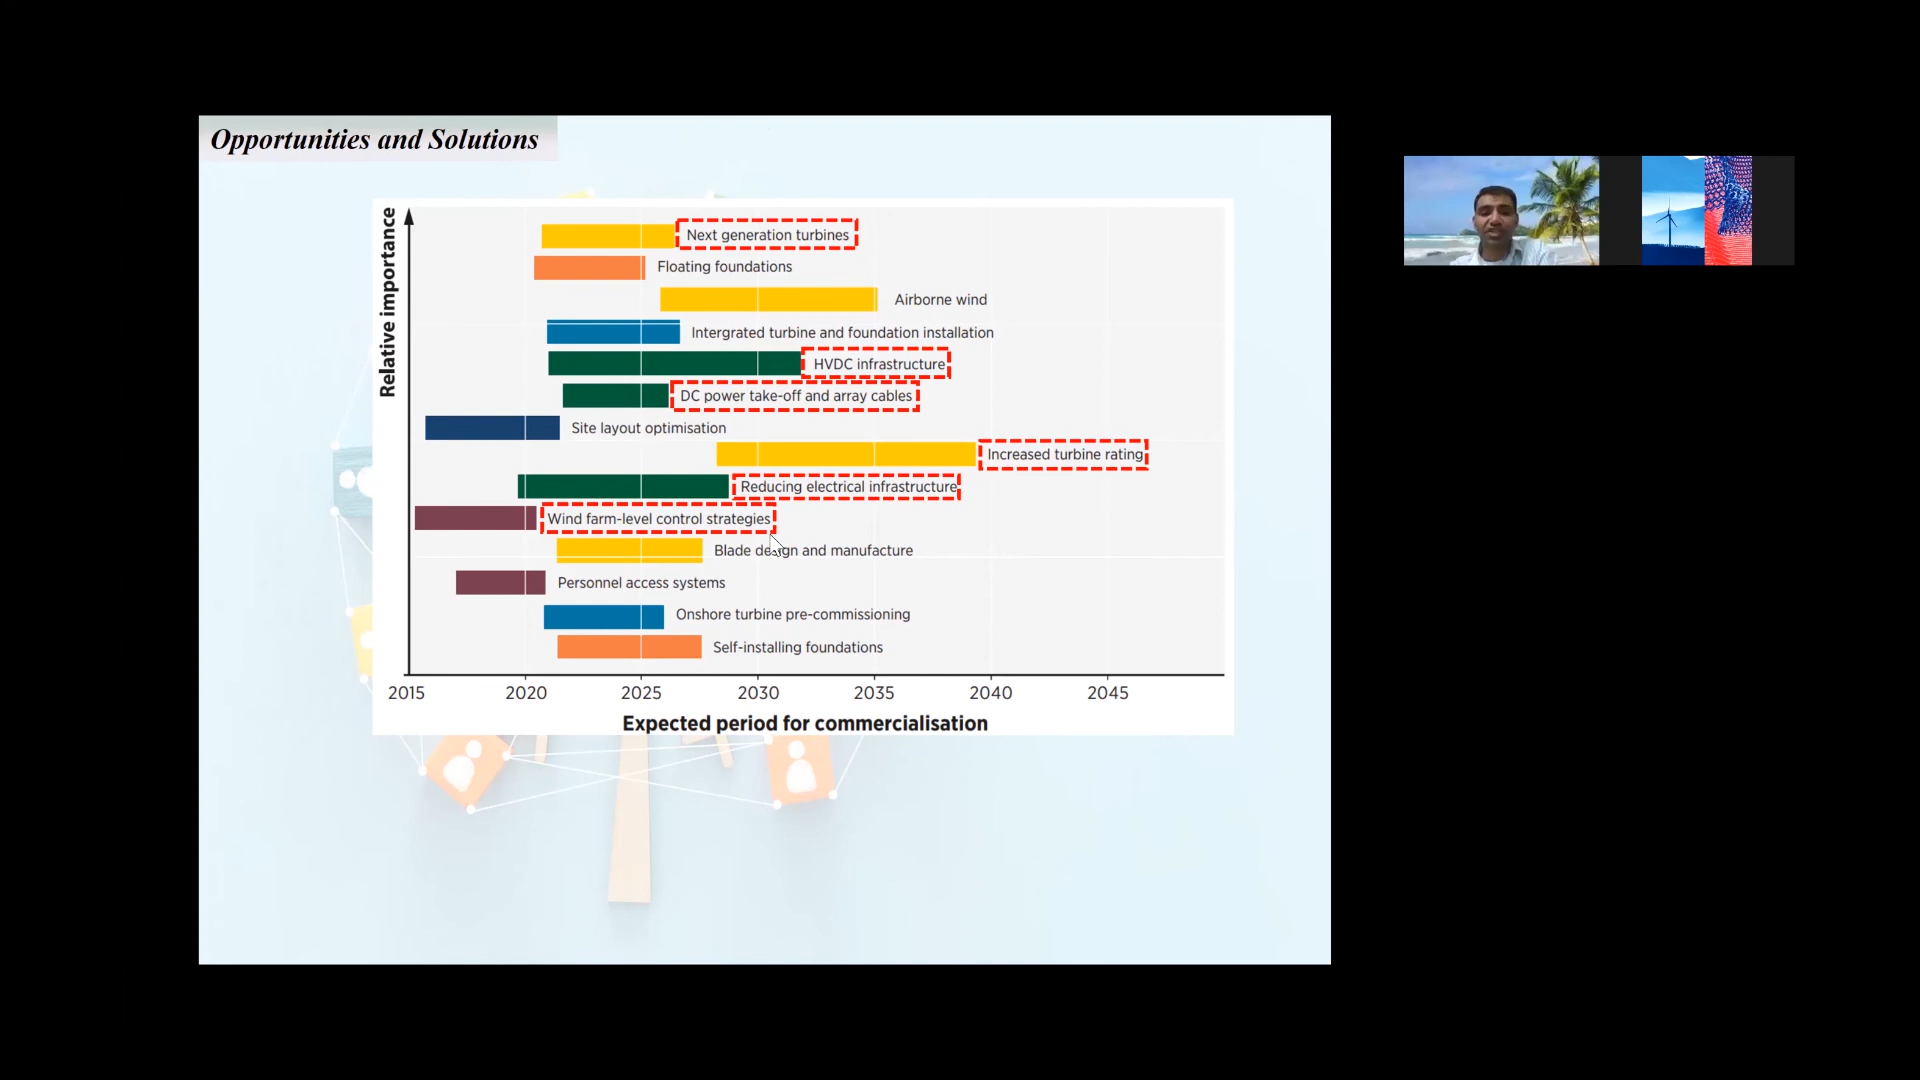 Opportunities and Solutions
Relative importance
Next generation turbines
Floating foundations
Airborne wind
Intergrated turbine and foundation installation
HVDC infrastructure
DC power take-off and array cables
Site layout optimisation
Increased turbine rating
Reducing electrical infrastructure
Wind farm-level control strategies
Blade design and manufacture
Personnel access systems
Onshore turbine pre-commissioning
Self-installing foundations
2015 2020 2025 2030 2035 2040 2045
Expected period for commercialisation